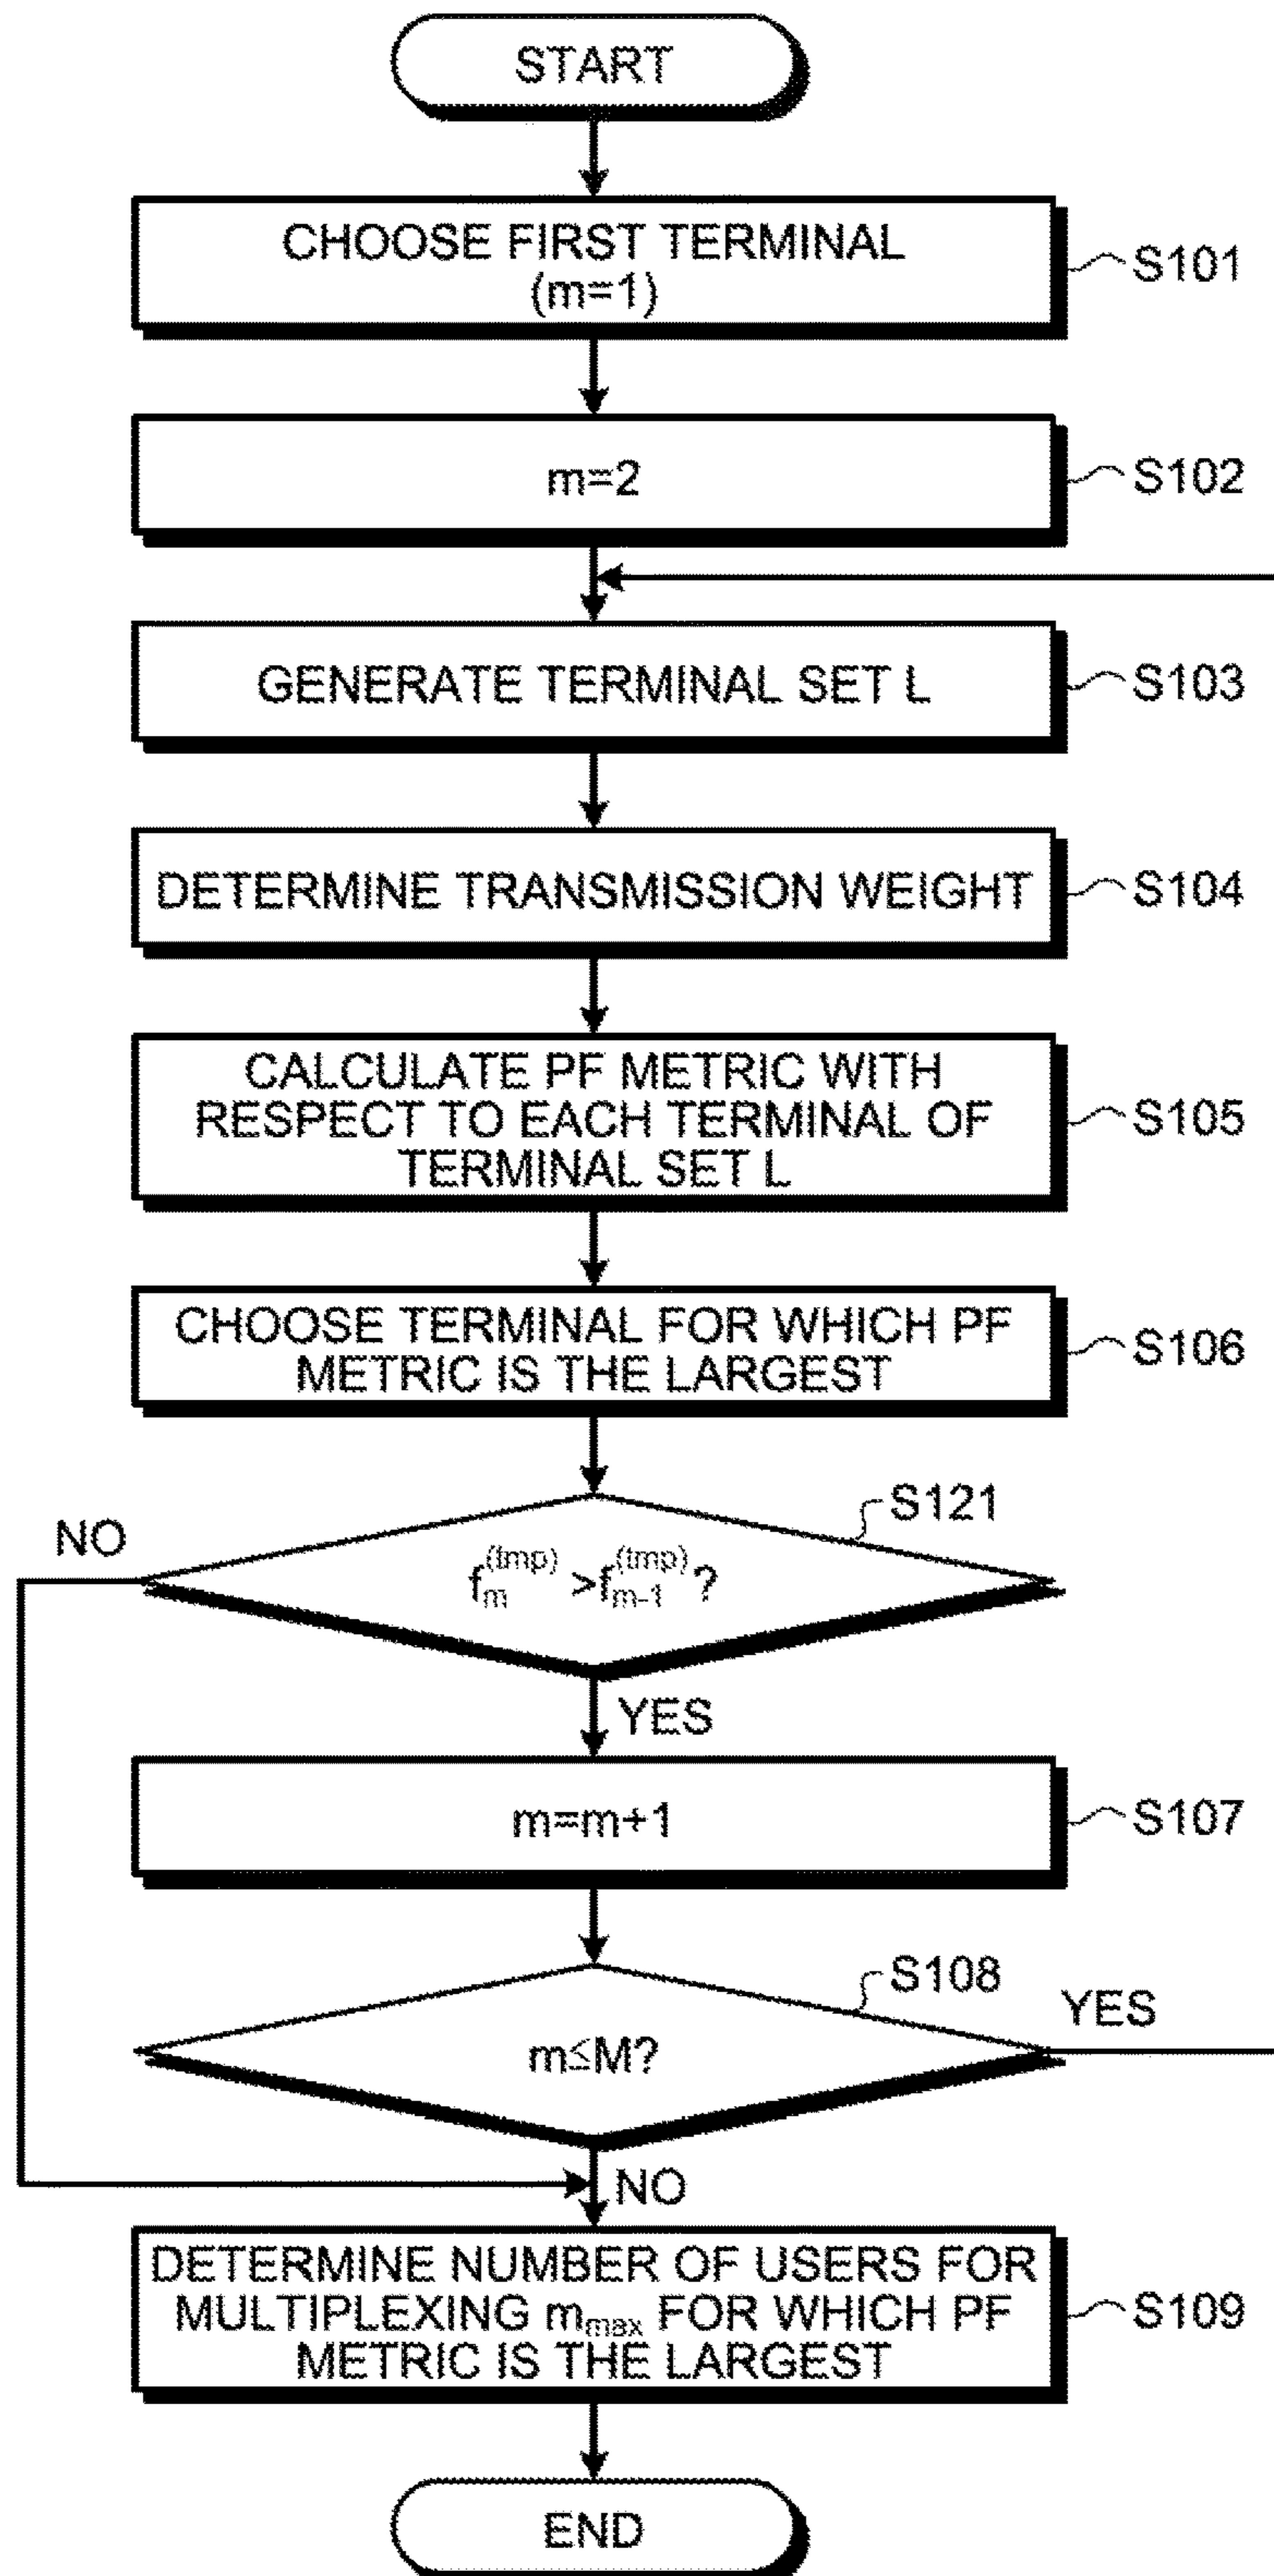 START
CHOOSE FIRST TERMINAL
(m=1)
S101
m=2
S102
GENERATE TERMINAL SET L
S103
DETERMINE TRANSMISSION WEIGHT
S104
CALCULATE PF METRIC WITH
RESPECT TO EACH TERMINAL OF
TERMINAL SET L
S105
CHOOSE TERMINAL FOR WHICH PF
METRIC IS THE LARGEST
S106
S121
NO
f_m^(tmp) > f_m-1^(tmp) ?
YES
m=m+1
S107
S108
YES
m≤M?
NO
DETERMINE NUMBER OF USERS FOR
MULTIPLEXING m_max FOR WHICH PF
METRIC IS THE LARGEST
S109
END